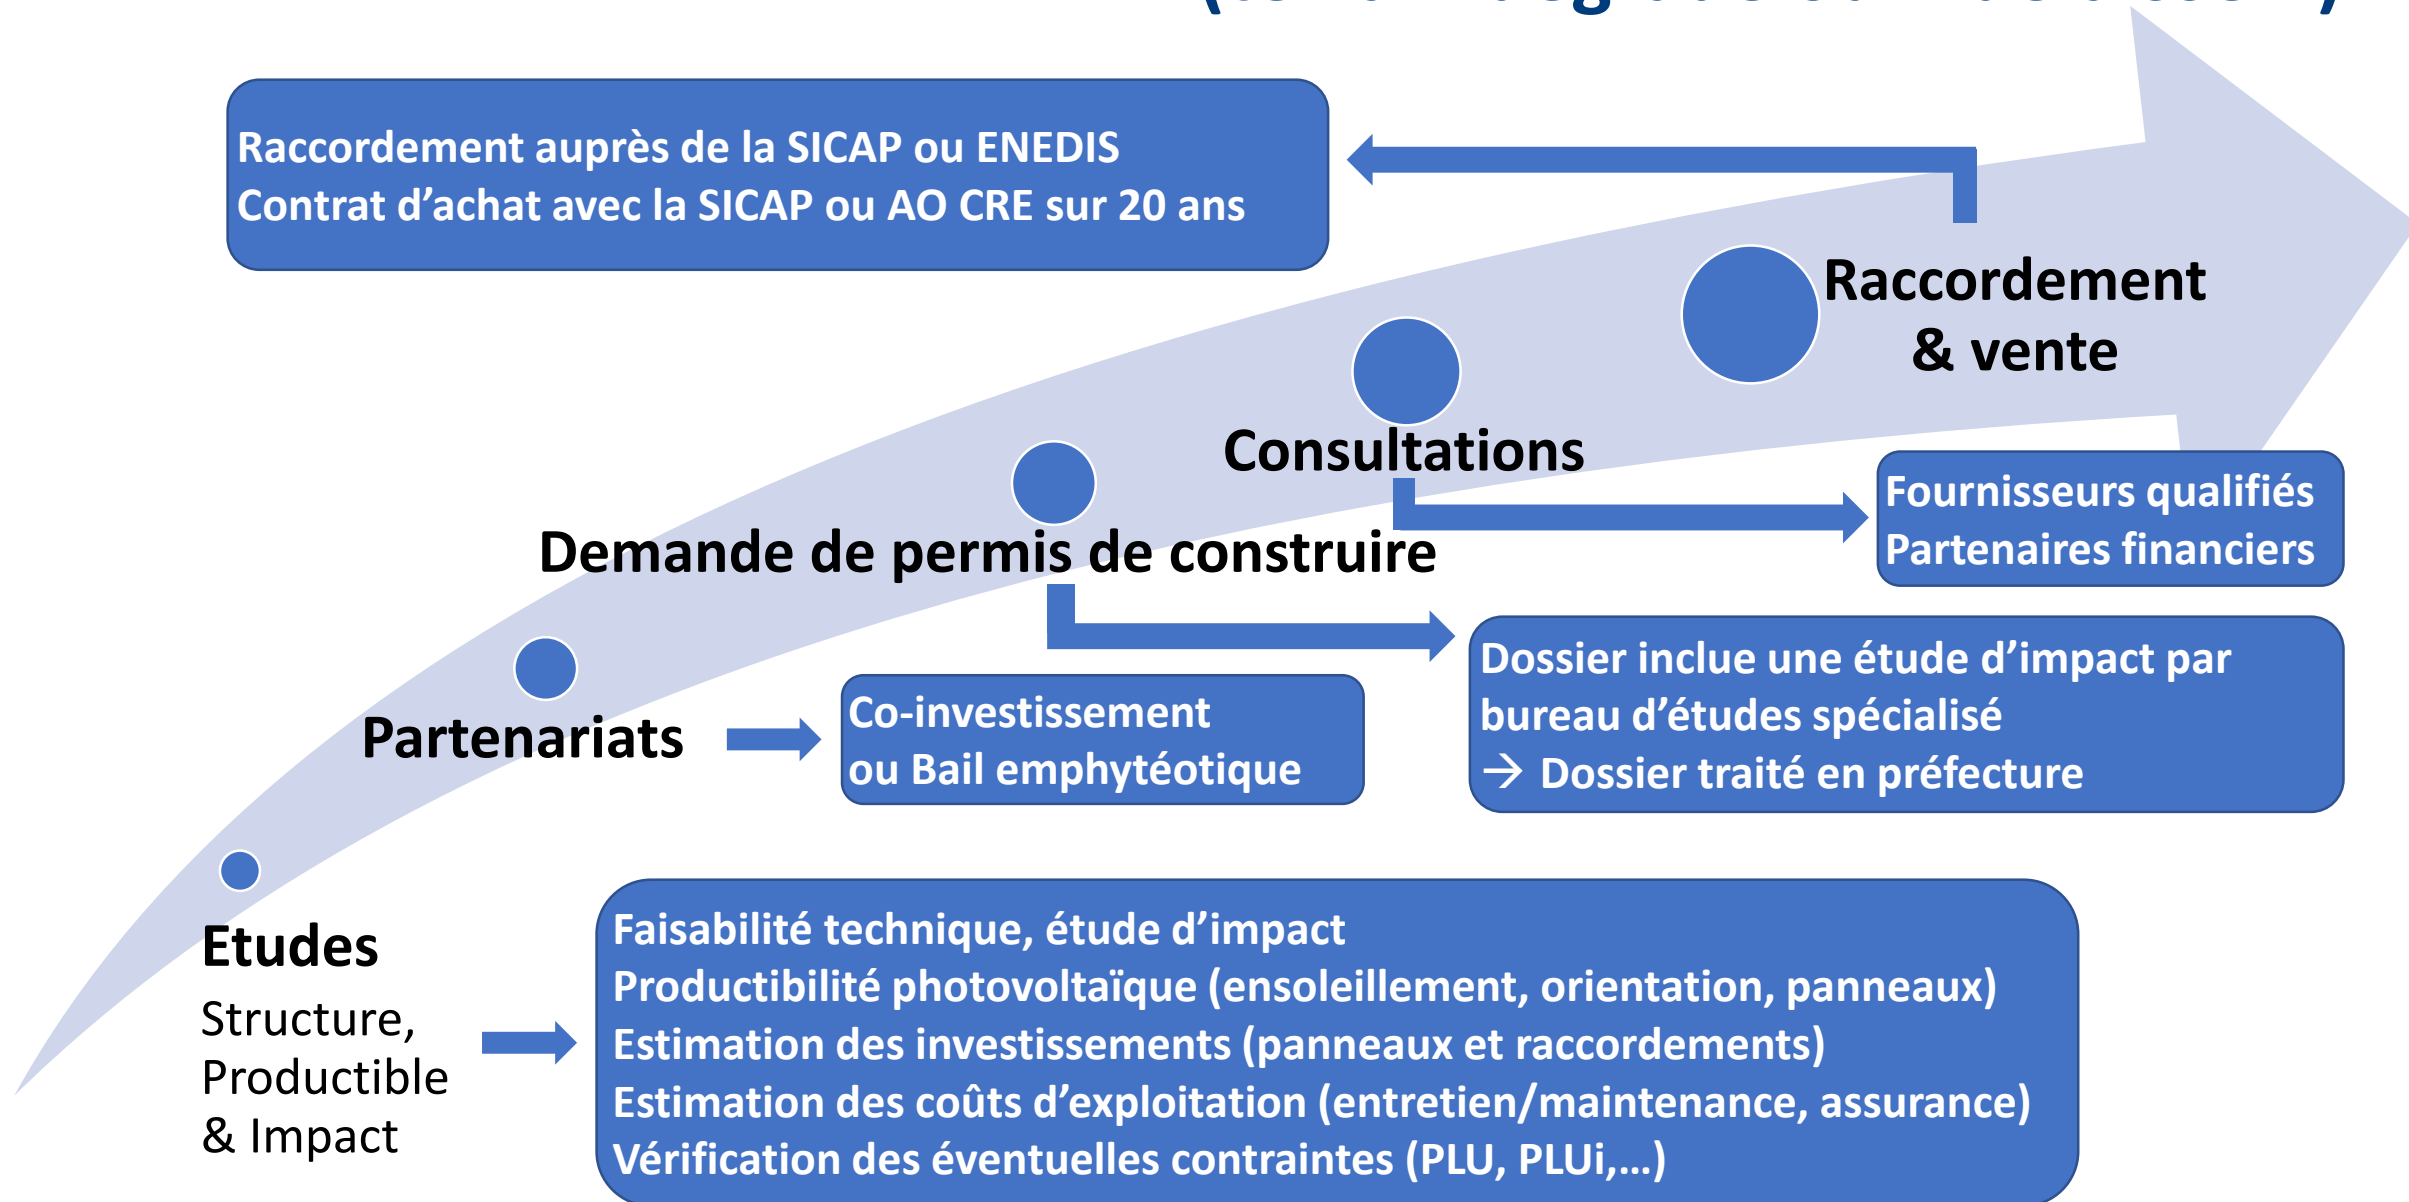 Raccordement auprès de la SICAP ou ENEDIS
Contrat d’achat avec la SICAP ou AO CRE sur 20 ans
Raccordement
& vente
Consultations
Fournisseurs qualifiés
Partenaires financiers
Demande de permis de construire
Dossier inclue une étude d’impact par
bureau d’études spécialisé
→ Dossier traité en préfecture
Partenariats
Co-investissement
ou Bail emphytéotique
Etudes
Structure,
Productible
& Impact
Faisabilité technique, étude d’impact
Productibilité photovoltaïque (ensoleillement, orientation, panneaux)
Estimation des investissements (panneaux et raccordements)
Estimation des coûts d’exploitation (entretien/maintenance, assurance)
Vérification des éventuelles contraintes (PLU, PLUi,…)